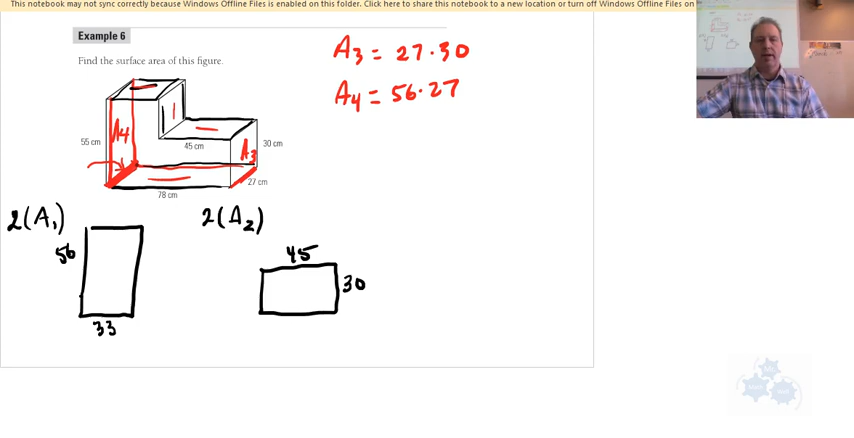 This notebook may not sync correctly because Windows Offline Files is enabled on this folder. Click here to share this notebook to a new location or turn off Windows Offline Files on
Example 6
Find the surface area of this figure.
A3 = 27·30
A4 = 56·27
A4
A3
55 cm
45 cm
30 cm
27 cm
78 cm
2(A1)
2(A2)
56
33
45
30